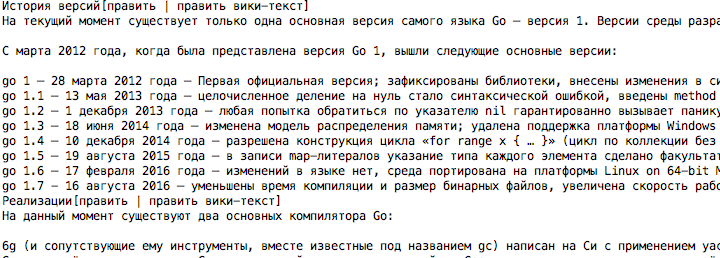 История версий[править | править вики-текст]
На текущий момент существует только одна основная версия самого языка Go — версия 1. Версии среды
С марта 2012 года, когда была представлена версия Go 1, вышли следующие основные версии:
go 1 — 28 марта 2012 года — Первая официальная версия; зафиксированы библиотеки, внесены изменения в
go 1.1 — 13 мая 2013 года — целочисленное деление на нуль стало синтаксической ошибкой, введены method
go 1.2 — 1 декабря 2013 года — любая попытка обратиться по указателю nil гарантированно вызывает панику
go 1.3 — 18 июня 2014 года — изменена модель распределения памяти; удалена поддержка платформы Windows
go 1.4 — 10 декабря 2014 года — разрешена конструкция цикла «for range x { … }» (цикл по коллекции без
go 1.5 — 19 августа 2015 года — в записи map-литералов указание типа каждого элемента сделано
go 1.6 — 17 февраля 2016 года — изменений в языке нет, среда портирована на платформы Linux on 64-bit
go 1.7 — 16 августа 2016 — уменьшены время компиляции и размер бинарных файлов, увеличена скорость
Реализации[править | править вики-текст]
На данный момент существуют два основных компилятора Go:
6g (и сопутствующие ему инструменты, вместе известные под названием gc) написан на Си с применением